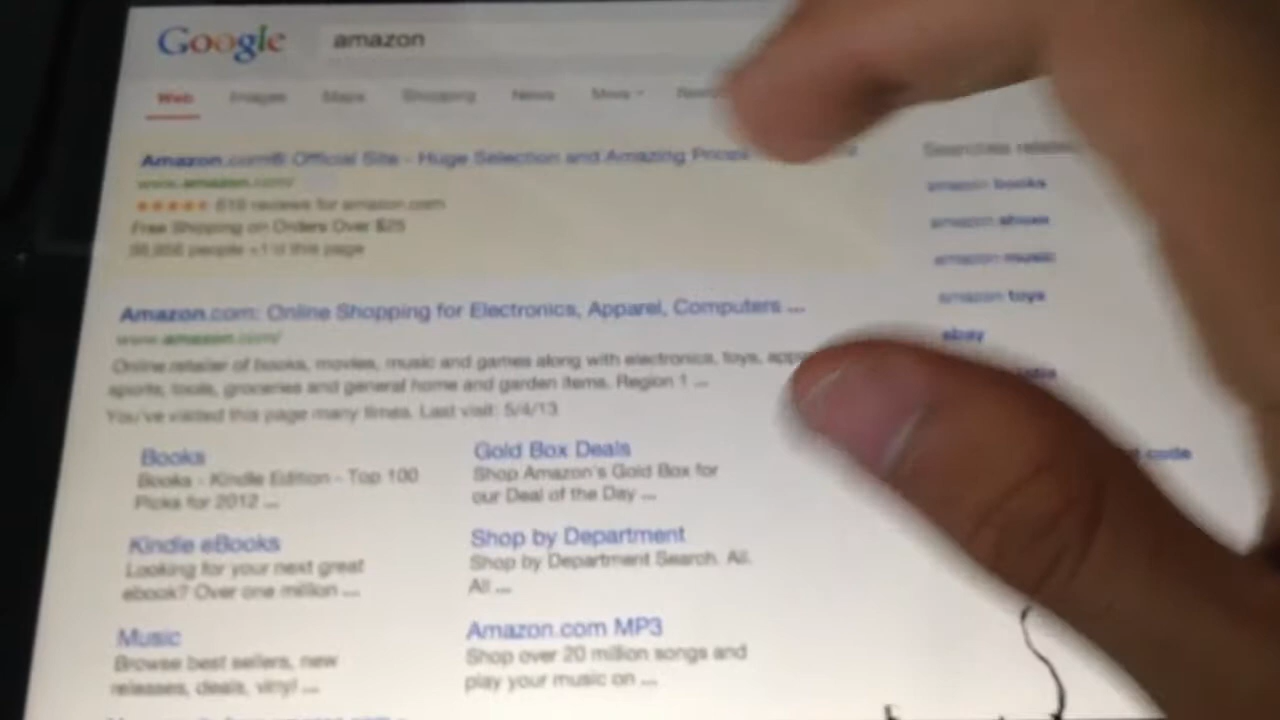 Google amazon
Web Images Maps Shopping News More
Amazon.com® Official Site - Huge Selection and Amazing Prices
www.amazon.com/
reviews for amazon.com
Free Shipping on Orders Over $25
people +1'd this page
Searches related
amazon books
amazon shoes
amazon music
amazon toys
ebay
code
Amazon.com: Online Shopping for Electronics, Apparel, Computers ...
www.amazon.com/
Online retailer of books, movies, music and games along with electronics, toys,
sports, tools, groceries and general home and garden items. Region 1 ...
You've visited this page many times. Last visit: 5/4/13
Books
Books - Kindle Edition - Top 100
Picks for 2012 ...
Gold Box Deals
Shop Amazon's Gold Box for
our Deal of the Day ...
Kindle eBooks
Looking for your next great
ebook? Over one million ...
Shop by Department
Shop by Department Search. All.
All ...
Music
Browse best sellers, new
releases, deals, vinyl ...
Amazon.com MP3
Shop over 20 million songs and
play your music on ...